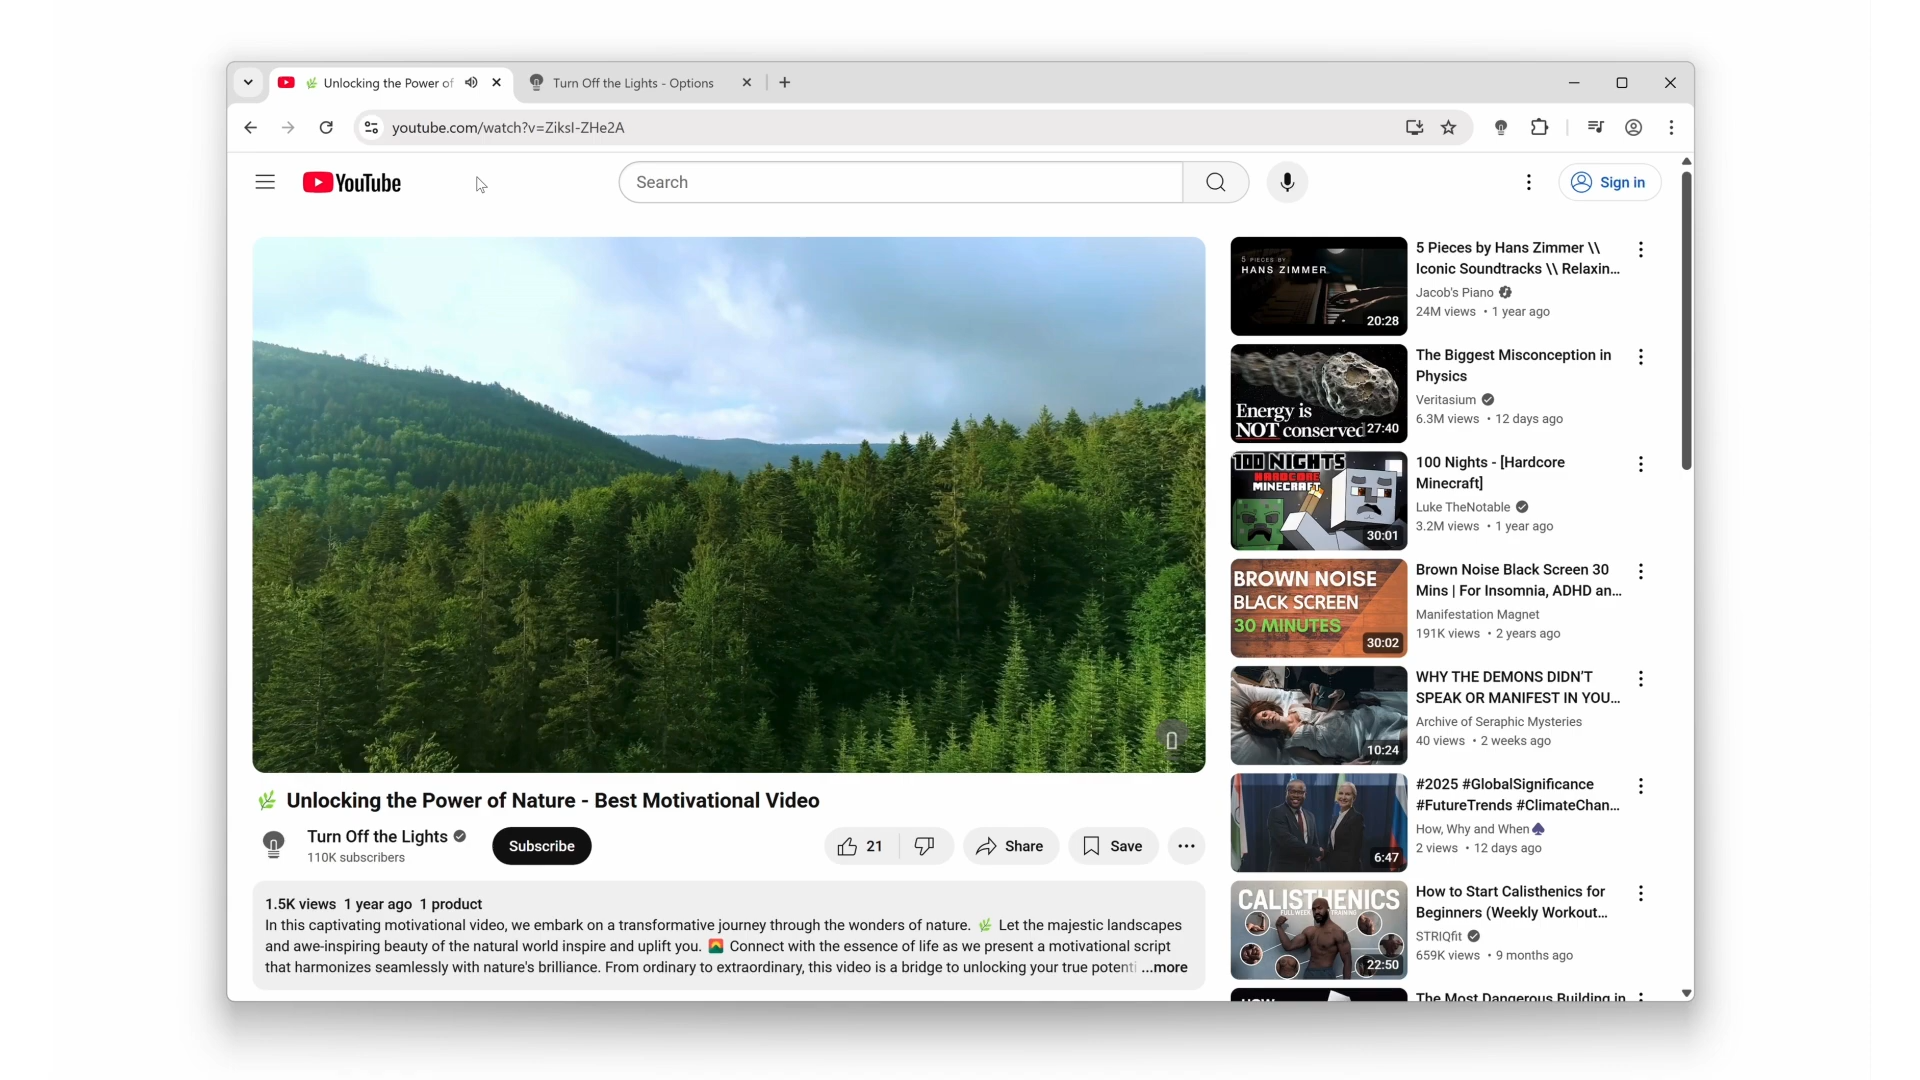 Unlocking the Power of
Turn Off the Lights - Options
youtube.com/watch?v=ZiksI-ZHe2A
YouTube
Search
Sign in
🌿 Unlocking the Power of Nature - Best Motivational Video
Turn Off the Lights
110K subscribers
Subscribe
21
Share
Save
1.5K views 1 year ago 1 product
In this captivating motivational video, we embark on a transformative journey through the wonders of nature. 🌿 Let the majestic landscapes
and awe-inspiring beauty of the natural world inspire and uplift you. 🌄 Connect with the essence of life as we present a motivational script
that harmonizes seamlessly with nature's brilliance. From ordinary to extraordinary, this video is a bridge to unlocking your true potenti ...more
5 PIECES BY
HANS ZIMMER
20:28
5 Pieces by Hans Zimmer \\
Iconic Soundtracks \\ Relaxin...
Jacob's Piano
24M views • 1 year ago
Energy is
NOT conserved
27:40
The Biggest Misconception in
Physics
Veritasium
6.3M views • 12 days ago
100 NIGHTS
HARDCORE
MINECRAFT
30:01
100 Nights - [Hardcore
Minecraft]
Luke TheNotable
3.2M views • 1 year ago
BROWN NOISE
BLACK SCREEN
30 MINUTES
30:02
Brown Noise Black Screen 30
Mins | For Insomnia, ADHD an...
Manifestation Magnet
191K views • 2 years ago
10:24
WHY THE DEMONS DIDN'T
SPEAK OR MANIFEST IN YOU...
Archive of Seraphic Mysteries
40 views • 2 weeks ago
6:47
#2025 #GlobalSignificance
#FutureTrends #ClimateChan...
How, Why and When♠
2 views • 12 days ago
CALISTHENICS
FULL WEEK TRAINING
22:50
How to Start Calisthenics for
Beginners (Weekly Workout...
STRIQfit
659K views • 9 months ago
HOW
The Most Dangerous Building in